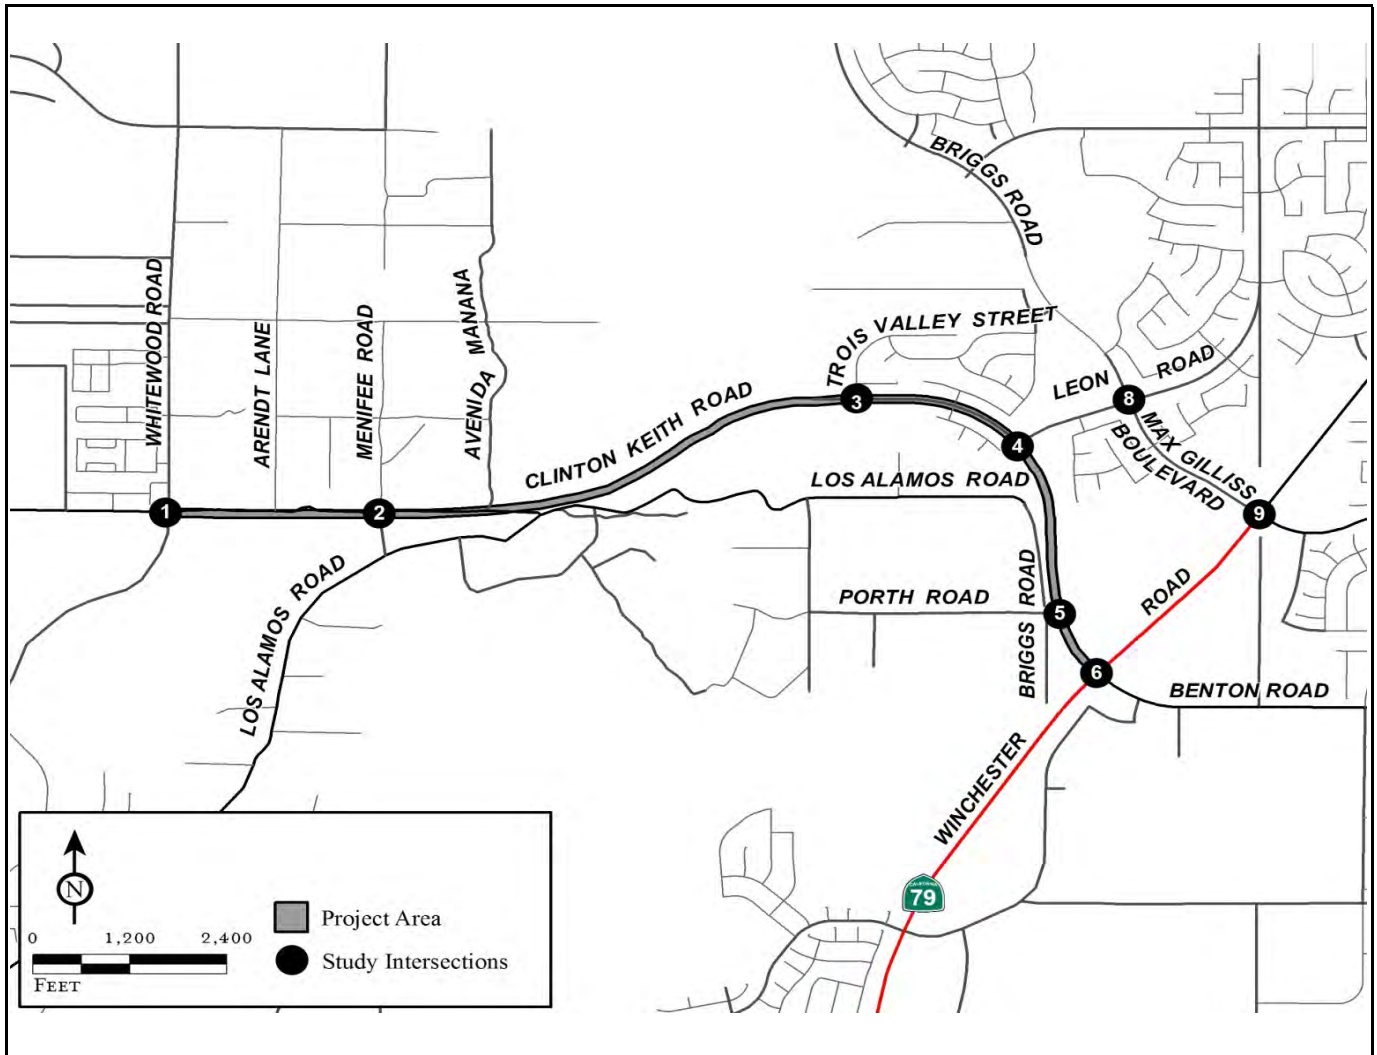 BRIGGS ROAD
WHITEWOOD ROAD
ARENDT LANE
MENIFEE ROAD
AVENIDA MANANA
TROIS VALLEY STREET
CLINTON KEITH ROAD
LEON ROAD
MAX GILLISS
BOULEVARD
LOS ALAMOS ROAD
1
2
3
4
8
9
5
6
LOS ALAMOS ROAD
PORTH ROAD
BRIGGS ROAD
WINCHESTER ROAD
BENTON ROAD
CALIFORNIA
79
N
0 1,200 2,400
FEET
Project Area
Study Intersections